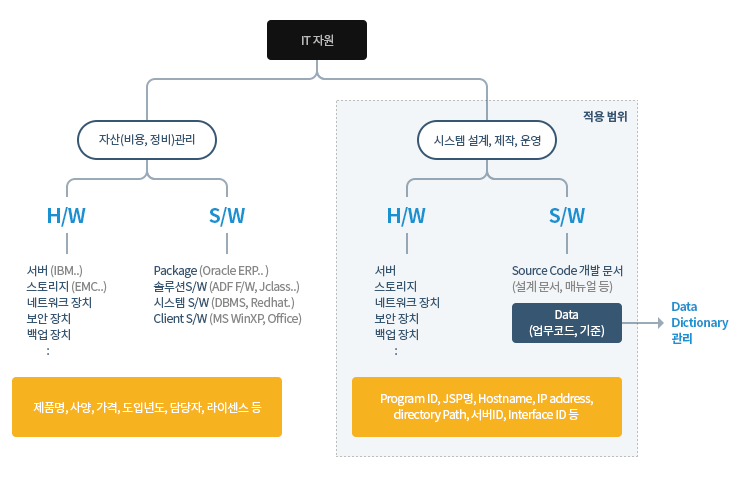 IT 자원
적용 범위
자산(비용, 정비)관리
시스템 설계, 제작, 운영
H/W
S/W
H/W
S/W
서버 (IBM..)
스토리지 (EMC..)
네트워크 장치
보안 장치
백업 장치
:
Package (Oracle ERP.. )
솔루션S/W (ADF F/W, Jclass..)
시스템 S/W (DBMS, Redhat.)
Client S/W (MS WinXP, Office)
서버
스토리지
네트워크 장치
보안 장치
백업 장치
:
Source Code 개발 문서
(설계 문서, 매뉴얼 등)
Data
(업무코드, 기준)
Data
Dictionary
관리
제품명, 사양, 가격, 도입년도, 담당자, 라이센스 등
Program ID, JSP명, Hostname, IP address,
directory Path, 서버ID, Interface ID 등